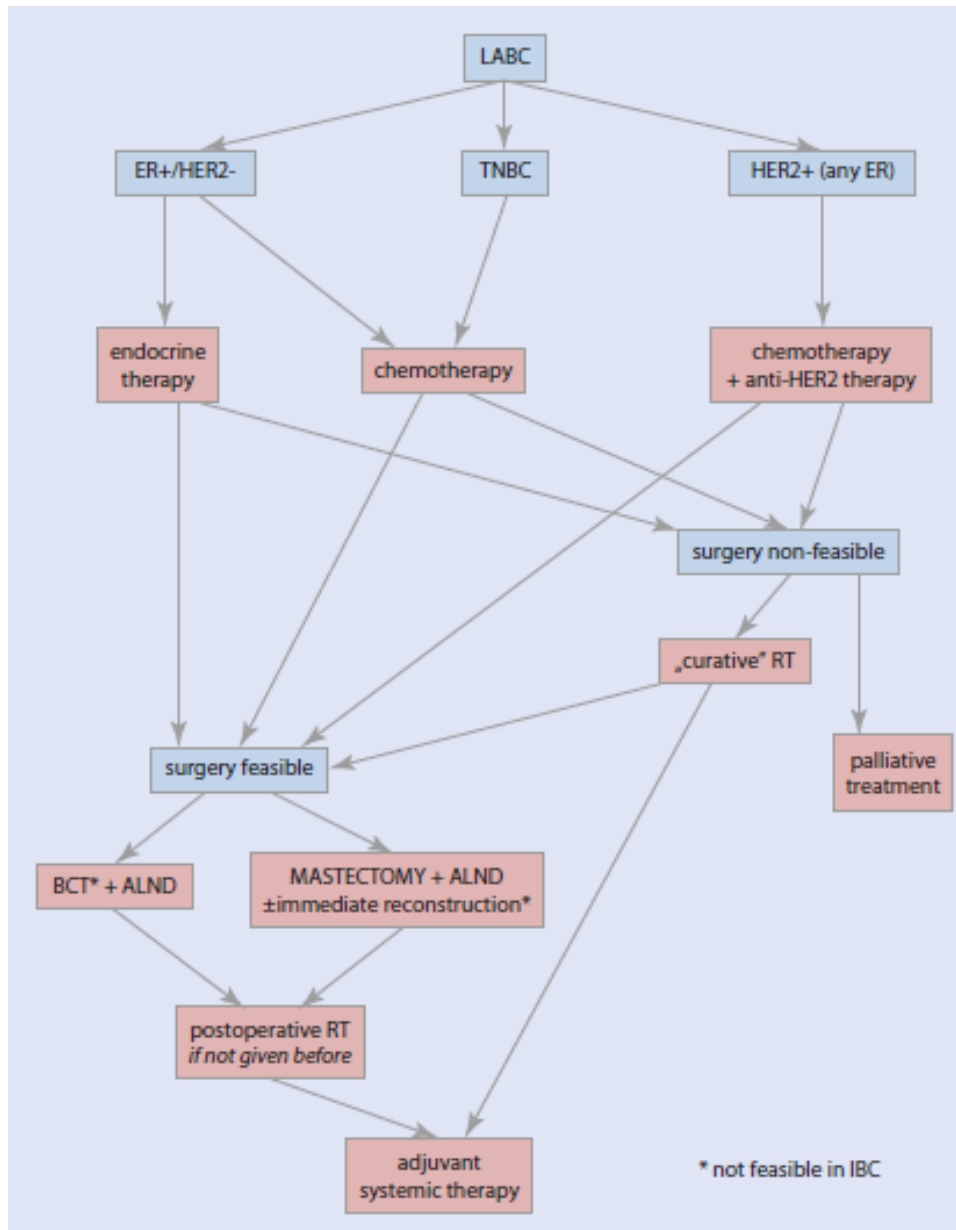 LABC
ER+/HER2-
TNBC
HER2+ (any ER)
endocrine
therapy
chemotherapy
chemotherapy
+ anti-HER2 therapy
surgery non-feasible
„curative” RT
surgery feasible
palliative
treatment
BCT* + ALND
MASTECTOMY + ALND
±immediate reconstruction*
postoperative RT
if not given before
adjuvant
systemic therapy
* not feasible in IBC